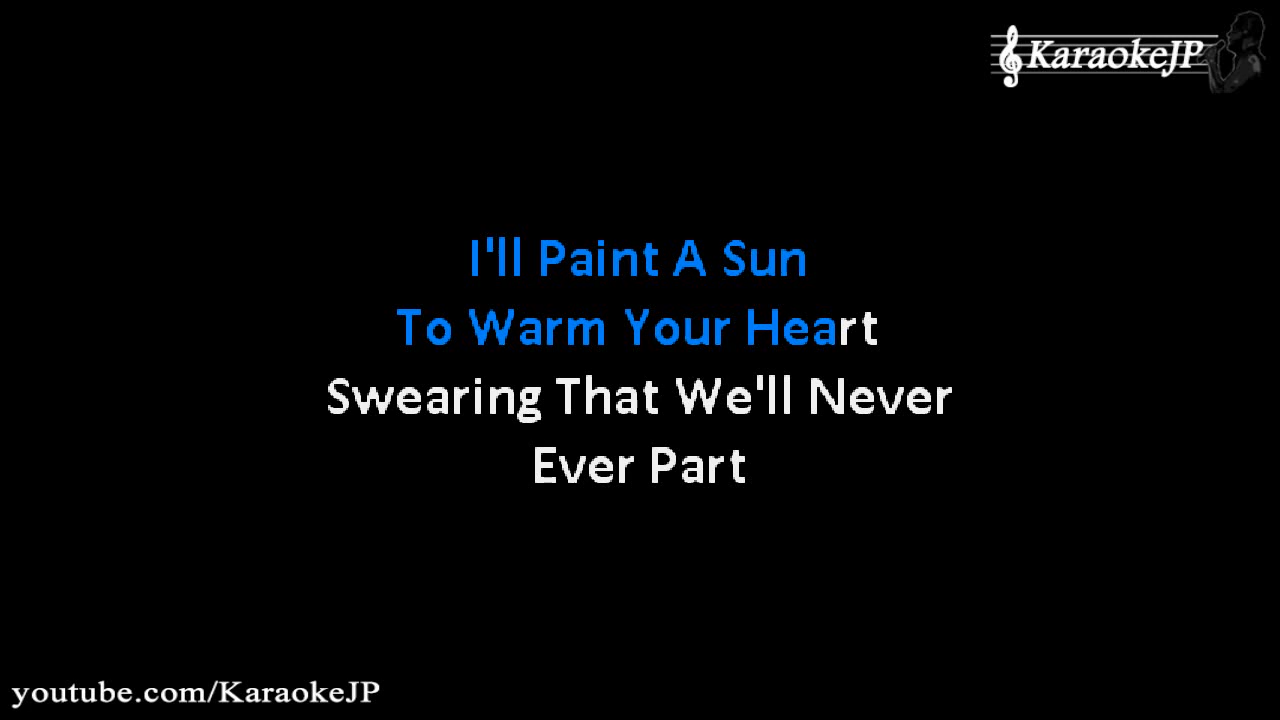 KaraokeJP
I'll Paint A Sun
To Warm Your Heart
Swearing That We'll Never
Ever Part
youtube.com/KaraokeJP